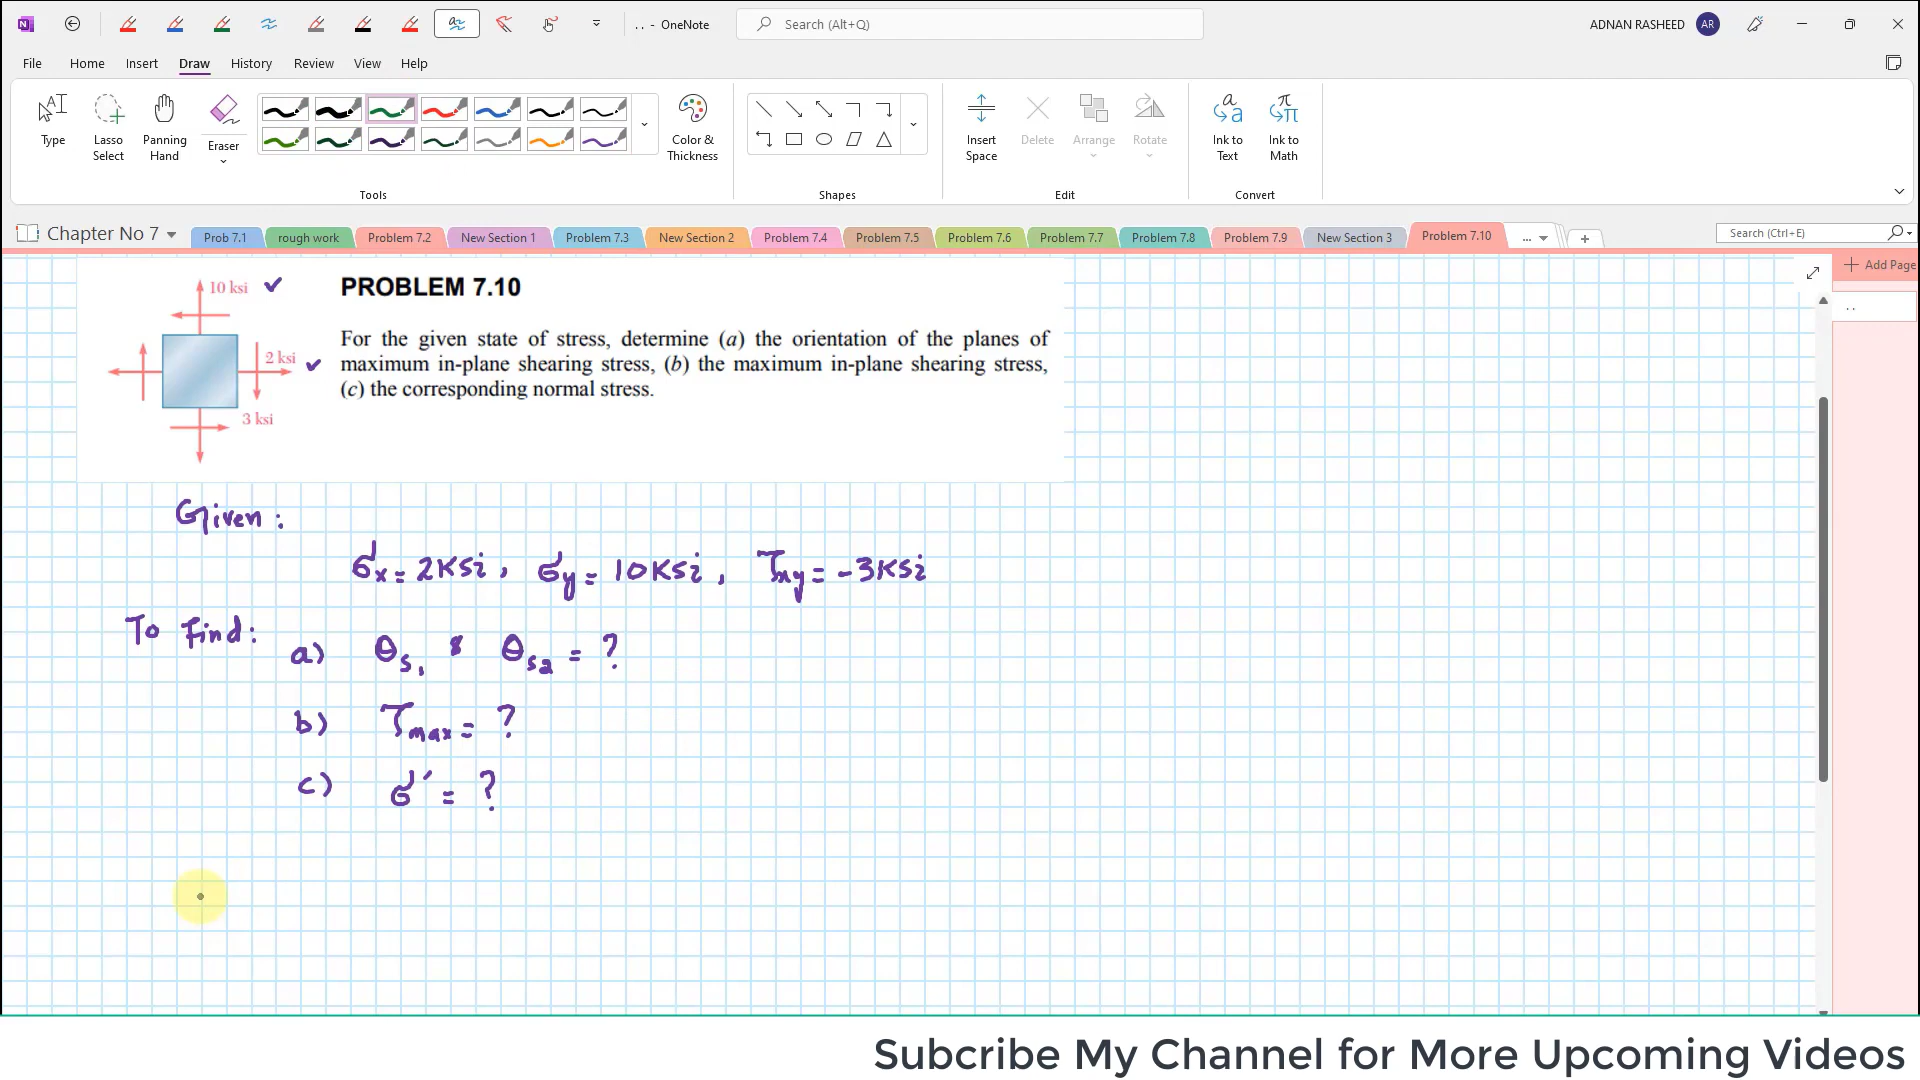 .. - OneNote
Search (Alt+Q)
ADNAN RASHEED
AR
File Home Insert Draw History Review View Help
Type
Lasso Select
Panning Hand
Eraser
Color & Thickness
Insert Space
Delete
Arrange
Rotate
Ink to Text
Ink to Math
Tools
Shapes
Edit
Convert
Chapter No 7
Prob 7.1 rough work Problem 7.2 New Section 1 Problem 7.3 New Section 2 Problem 7.4 Problem 7.5 Problem 7.6 Problem 7.7 Problem 7.8 Problem 7.9 New Section 3 Problem 7.10 ...
Search (Ctrl+E)
Add Page
..
10 ksi
2 ksi
3 ksi
PROBLEM 7.10
For the given state of stress, determine (a) the orientation of the planes of
maximum in-plane shearing stress, (b) the maximum in-plane shearing stress,
(c) the corresponding normal stress.
Given:
σx = 2ksi, σy = 10ksi, τxy = -3ksi
To Find:
a) θs1 & θs2 = ?
b) τmax = ?
c) σ' = ?
Subcribe My Channel for More Upcoming Videos